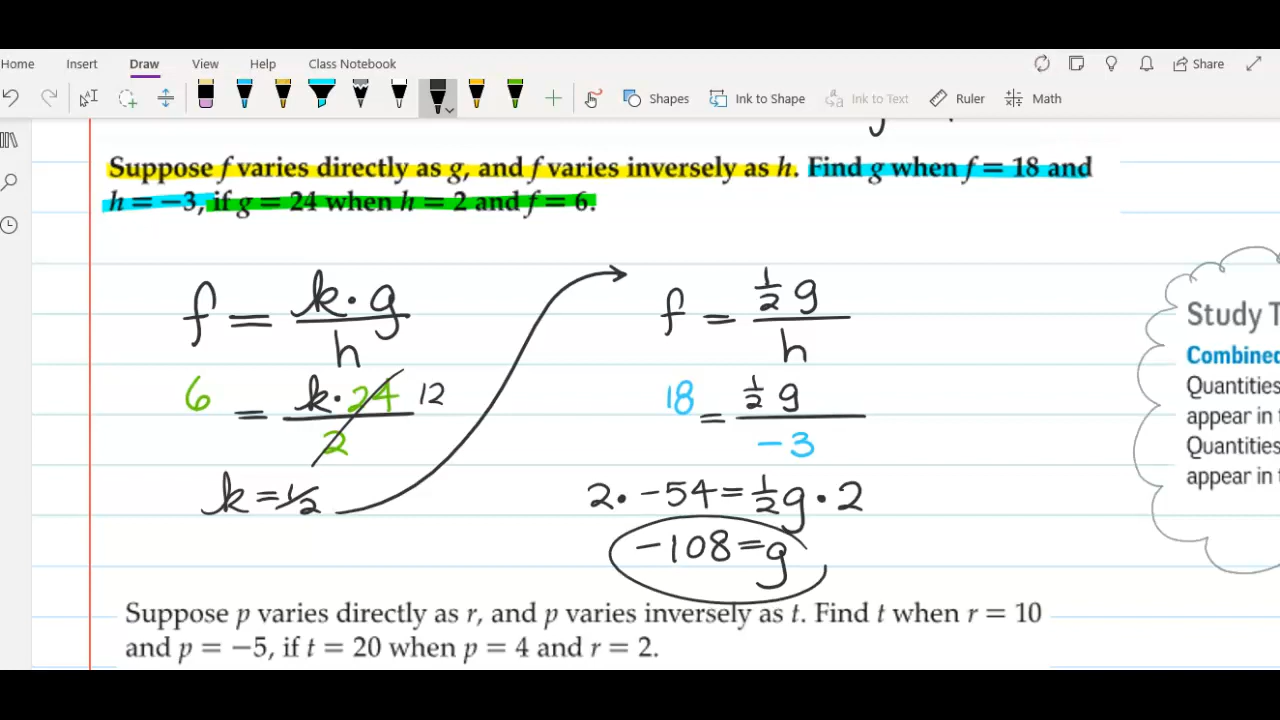 Home Insert Draw View Help Class Notebook Share
Shapes Ink to Shape Ink to Text Ruler Math
Suppose f varies directly as g, and f varies inversely as h. Find g when f = 18 and
h = −3, if g = 24 when h = 2 and f = 6.
f = k · g / h
f = 1/2 g / h
6 = k · 24 / 2 12
18 = 1/2 g / −3
k = 1/2
2 · −54 = 1/2 g · 2
−108 = g
Study T
Combined
Quantities
appear in t
Quantities
appear in t
Suppose p varies directly as r, and p varies inversely as t. Find t when r = 10
and p = −5, if t = 20 when p = 4 and r = 2.